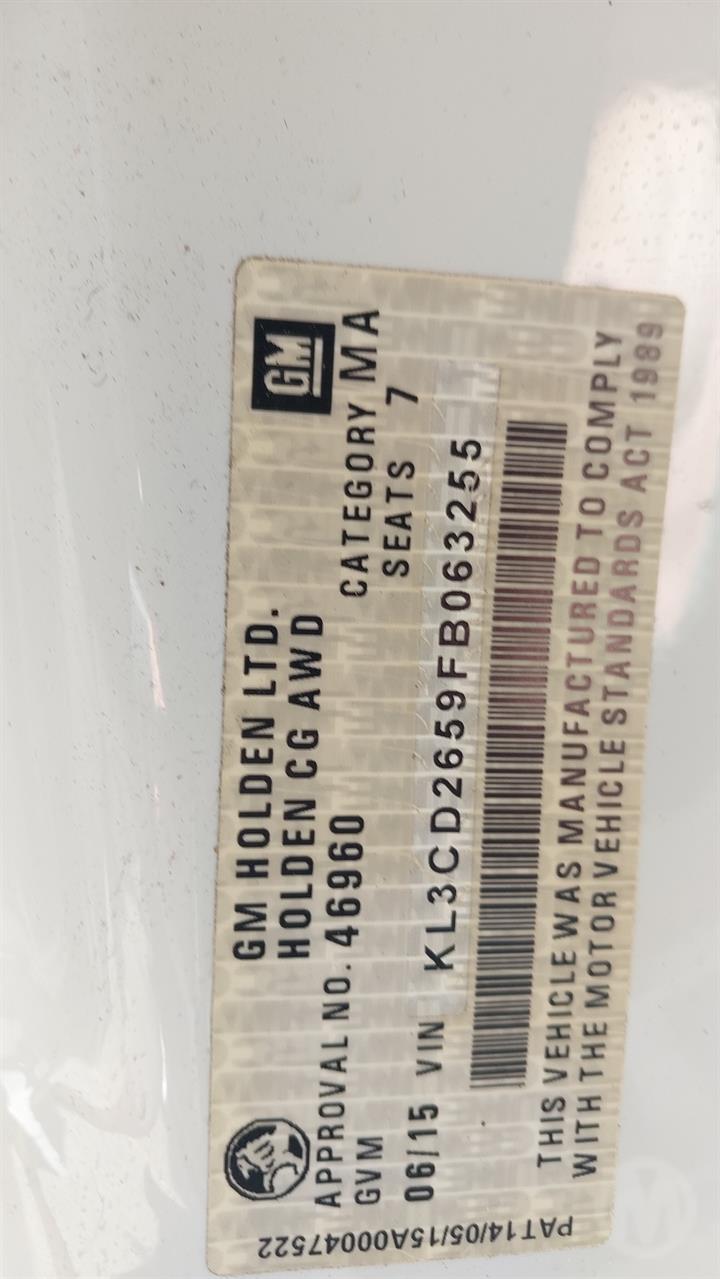 GM HOLDEN LTD.
HOLDEN CG AWD
GM
APPROVAL NO. 46960 CATEGORY MA
GVM SEATS 7
06/15 VIN KL3CD2659FB063255
THIS VEHICLE WAS MANUFACTURED TO COMPLY
WITH THE MOTOR VEHICLE STANDARDS ACT 1989
PAT14/05/15A00047522
M